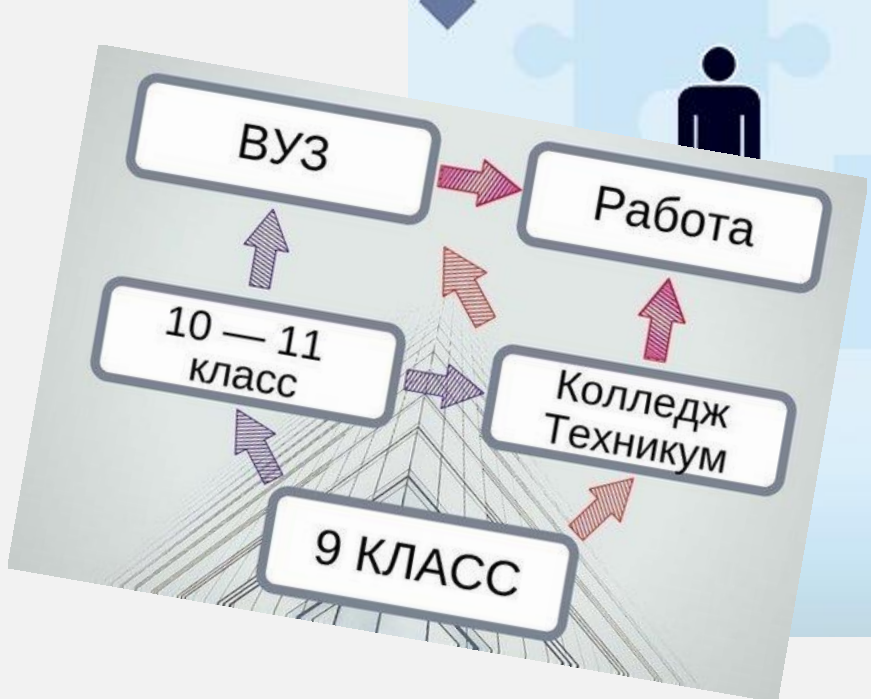 ВУЗ
Работа
10 — 11
класс
Колледж
Техникум
9 КЛАСС